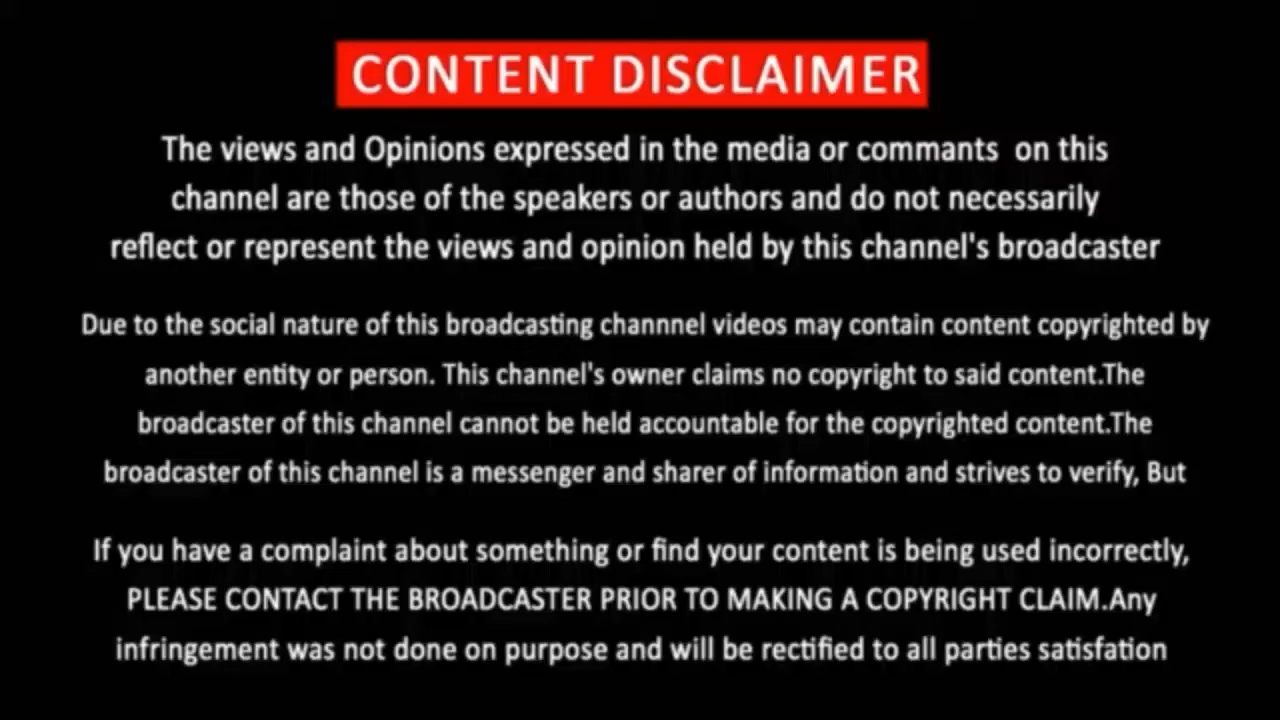 CONTENT DISCLAIMER
The views and Opinions expressed in the media or commants on this
channel are those of the speakers or authors and do not necessarily
reflect or represent the views and opinion held by this channel's broadcaster
Due to the social nature of this broadcasting channnel videos may contain content copyrighted by
another entity or person. This channel's owner claims no copyright to said content.The
broadcaster of this channel cannot be held accountable for the copyrighted content.The
broadcaster of this channel is a messenger and sharer of information and strives to verify, But
If you have a complaint about something or find your content is being used incorrectly,
PLEASE CONTACT THE BROADCASTER PRIOR TO MAKING A COPYRIGHT CLAIM.Any
infringement was not done on purpose and will be rectified to all parties satisfation